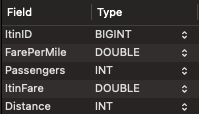 Field Type
ItinID BIGINT
FarePerMile DOUBLE
Passengers INT
ItinFare DOUBLE
Distance INT